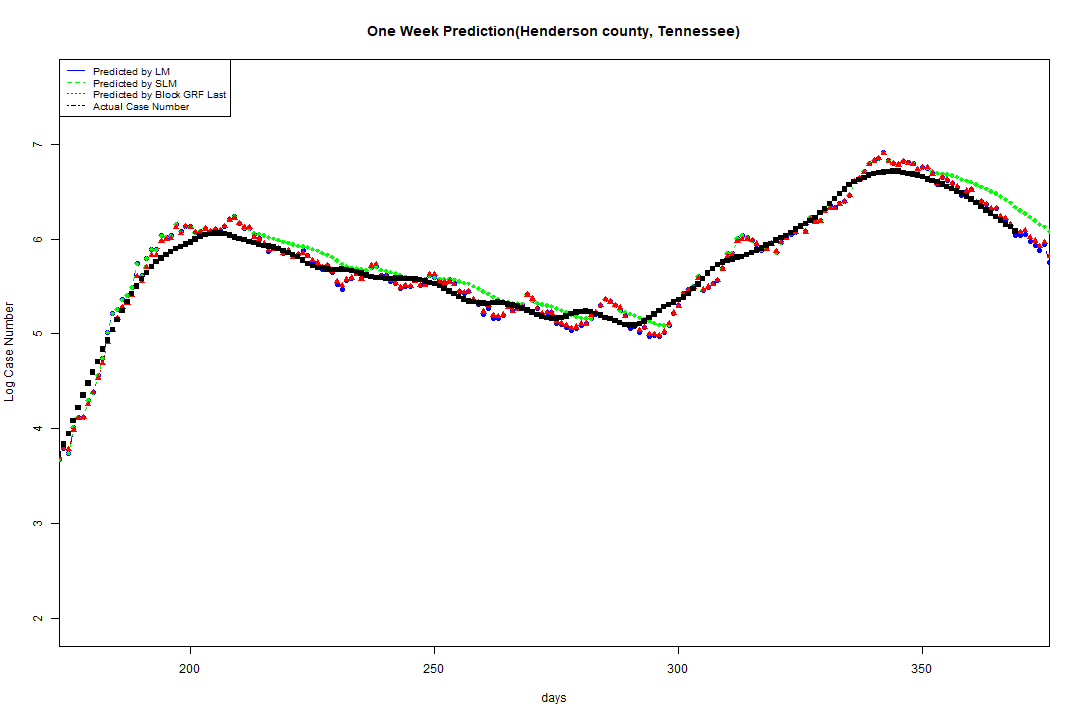 One Week Prediction(Henderson county, Tennessee)
Predicted by LM
Predicted by SLM
Predicted by Block GRF Last
Actual Case Number
7
6
5
4
3
2
Log Case Number
200 250 300 350
days